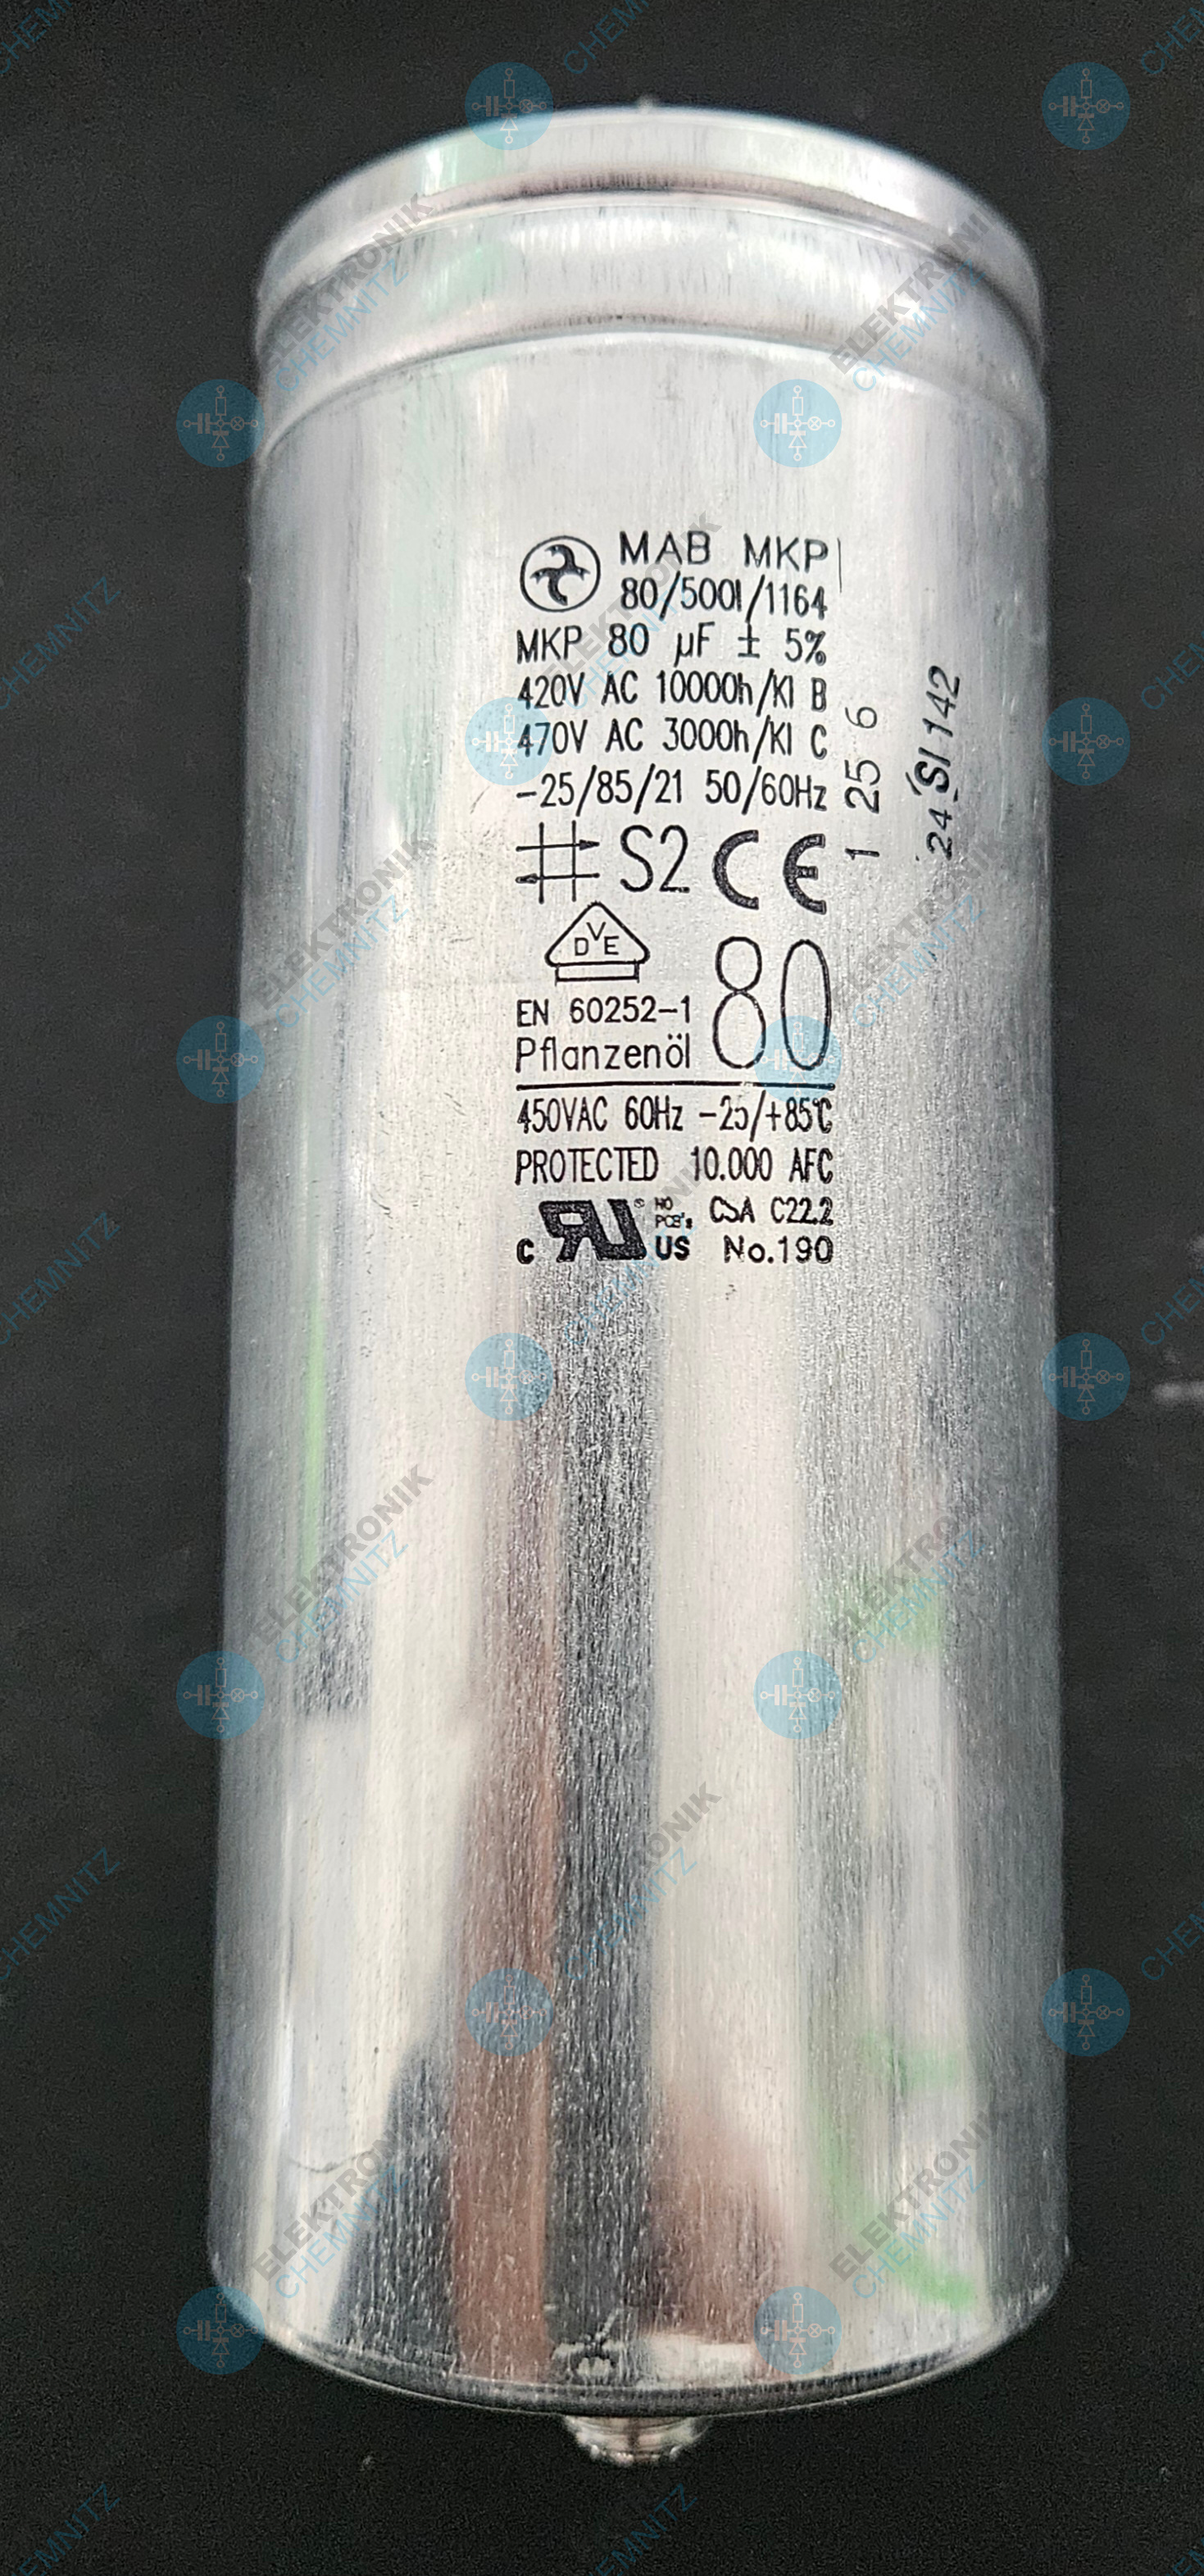 MAB MKP
80/500I/1164
MKP 80 µF ± 5%
420V AC 10000h/Kl B
470V AC 3000h/Kl C
-25/85/21 50/60Hz
S2 CE
DVE
EN 60252-1
Pflanzenöl
80
450VAC 60Hz -25/+85℃
PROTECTED 10.000 AFC
c RU ® US
NO
PCB's
CSA C22.2
No.190
1 25 6
24 SI 142
ELEKTRONIK
CHEMNITZ